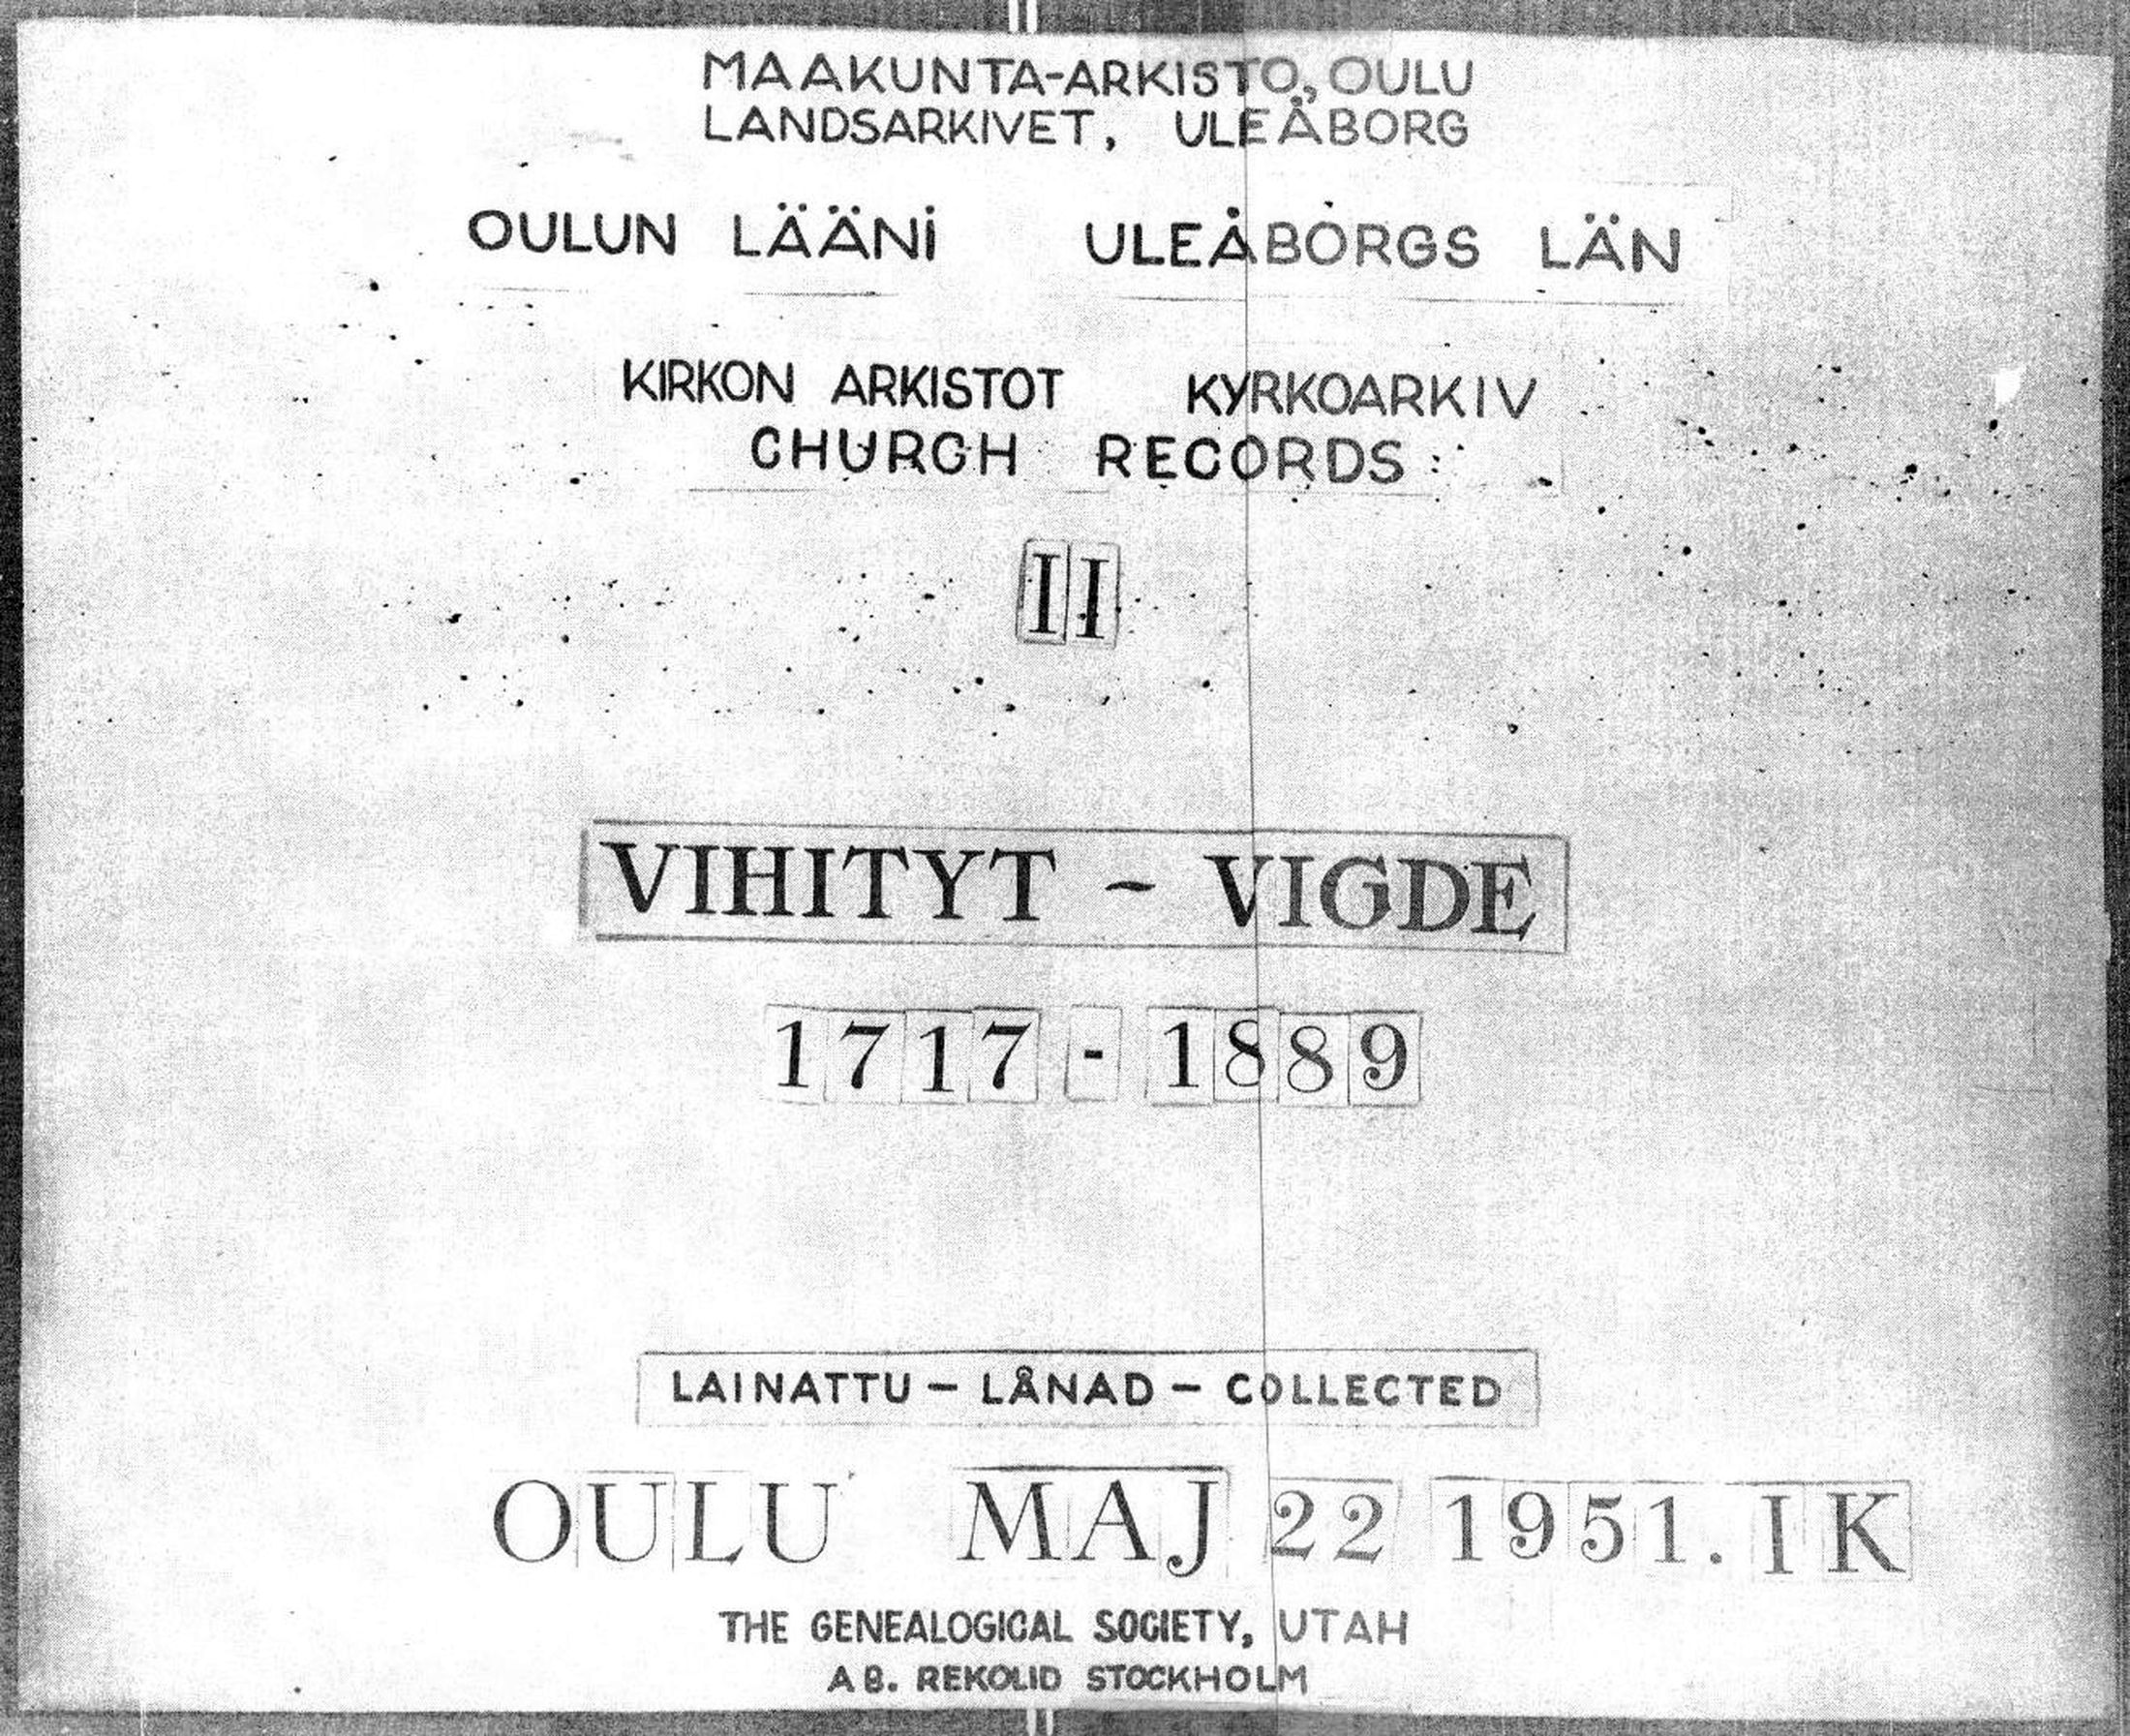 MAAKUNTA-ARKISTO, OULU
LANDSARKIVET, ULEÅBORG
OULUN LÄÄNI ULEÅBORGS LÄN
KIRKON ARKISTOT KYRKOARKIV
CHURCH RECORDS
II
VIHITYT - VIGDE
1717 - 1889
LAINATTU - LÅNAD - COLLECTED
OULU MAJ 22 1951. IK
THE GENEALOGICAL SOCIETY, UTAH
AB. REKOLID STOCKHOLM